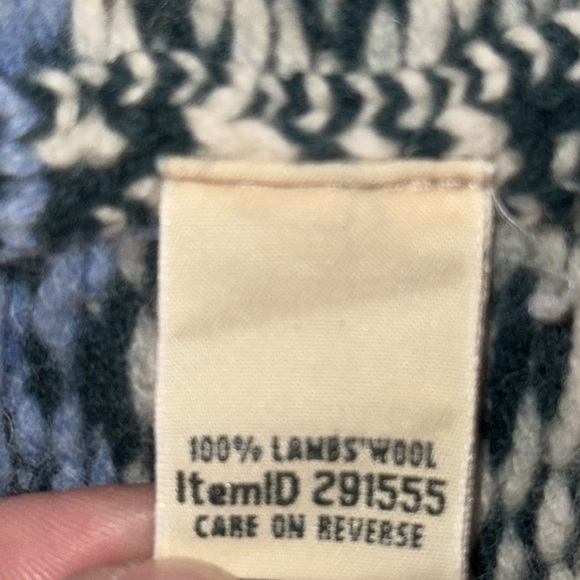 100% LAMBS'WOOL
ItemID 291555
CARE ON REVERSE